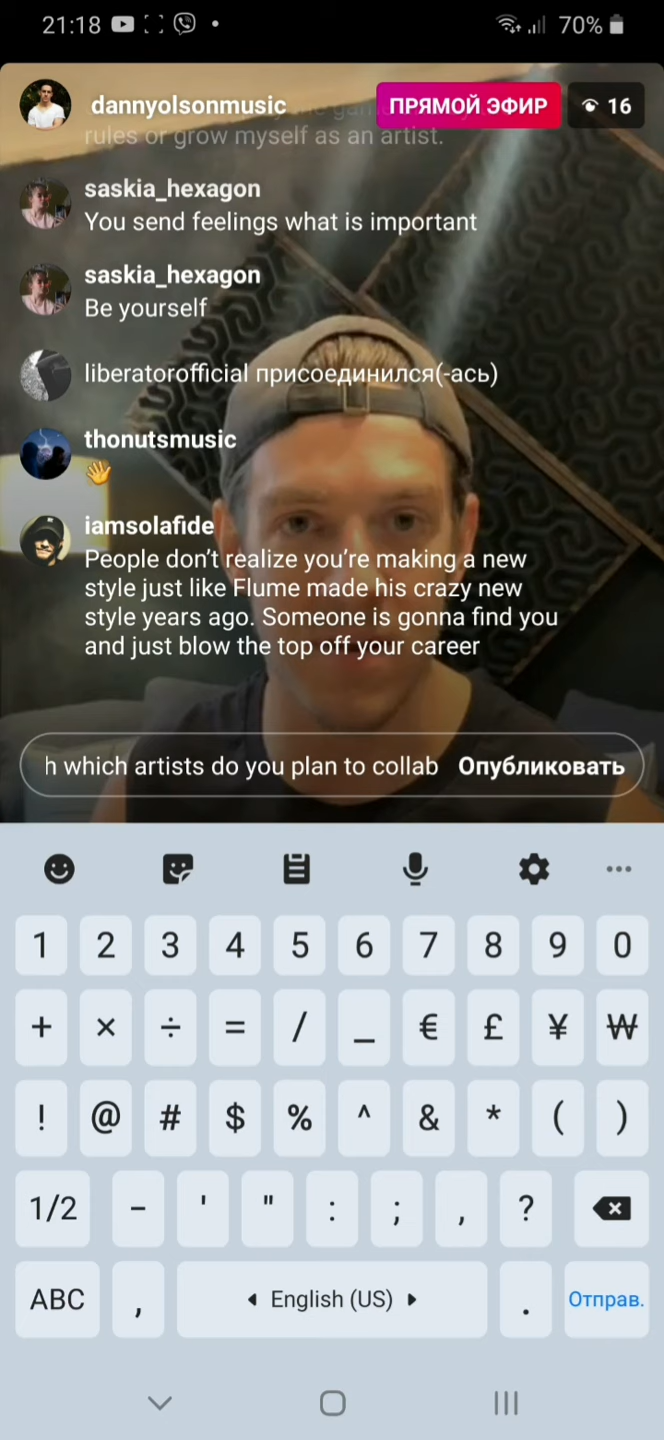 21:18
70%
dannyolsonmusic
ПРЯМОЙ ЭФИР
16
rules or grow myself as an artist.
saskia_hexagon
You send feelings what is important
saskia_hexagon
Be yourself
liberatorofficial присоединился(-ась)
thonutsmusic
👋
iamsolafide
People don’t realize you’re making a new
style just like Flume made his crazy new
style years ago. Someone is gonna find you
and just blow the top off your career
h which artists do you plan to collab
Опубликовать
1 2 3 4 5 6 7 8 9 0
+ × ÷ = / _ € £ ¥ ₩
! @ # $ % ^ & * ( )
1/2 - ' " : ; , ?
ABC , English (US) . Отправ.